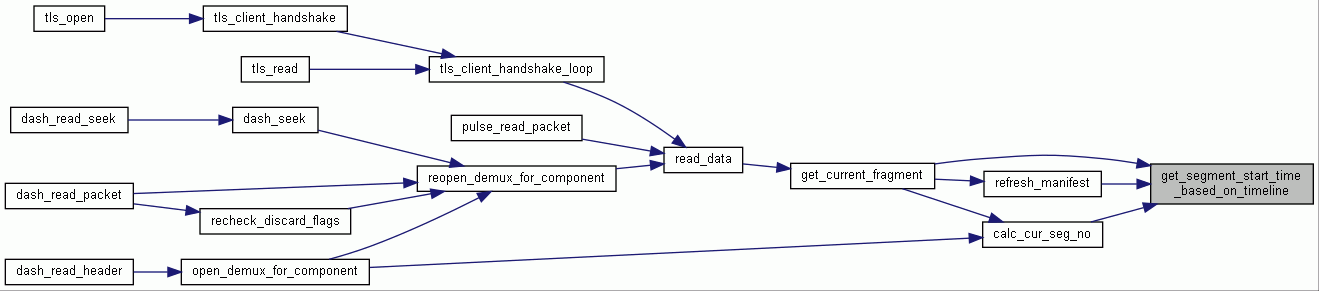 tls_open
tls_client_handshake
tls_read
tls_client_handshake_loop
dash_read_seek
dash_seek
pulse_read_packet
read_data
reopen_demux_for_component
get_current_fragment
refresh_manifest
get_segment_start_time
_based_on_timeline
dash_read_packet
recheck_discard_flags
calc_cur_seg_no
dash_read_header
open_demux_for_component